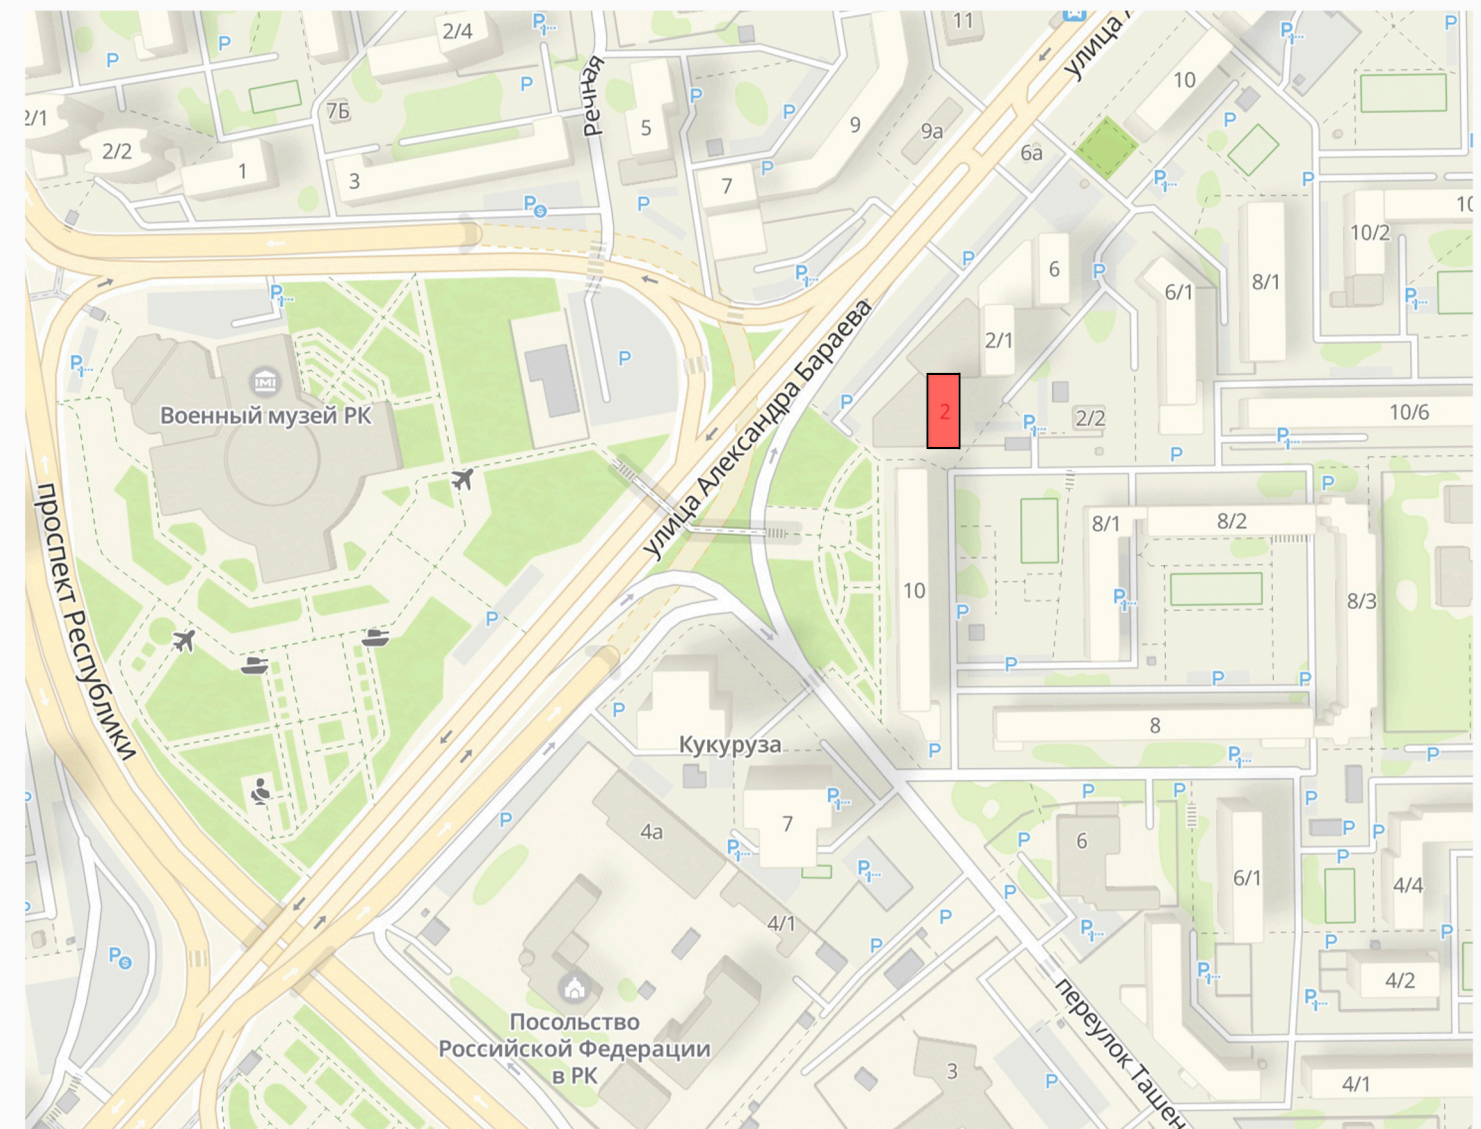 2/4
P
11
улица
P
P
P
P
10
P
2/1
7Б
Речная
5
P
P
9
9а
P
2/2
1
3
7
P
6а
P
P
P
10
P
P
10/2
P
6
P
6/1
8/1
P
P
P
улица Александра Бараева
2/1
P
P
Военный музей РК
P
2
P
2/2
10/6
P
P
P
проспект Республики
8/1
8/2
10
P
P
P
8/3
P
P
P
P
8
Кукуруза
P
P
P
P
P
P
P
P
4а
7
P
P
P
6
P
P
P
6/1
4/4
P
P
4/1
P
P
P
P
P
P
P
4/2
Посольство
Российской Федерации
в РК
переулок Ташен
3
P
4/1